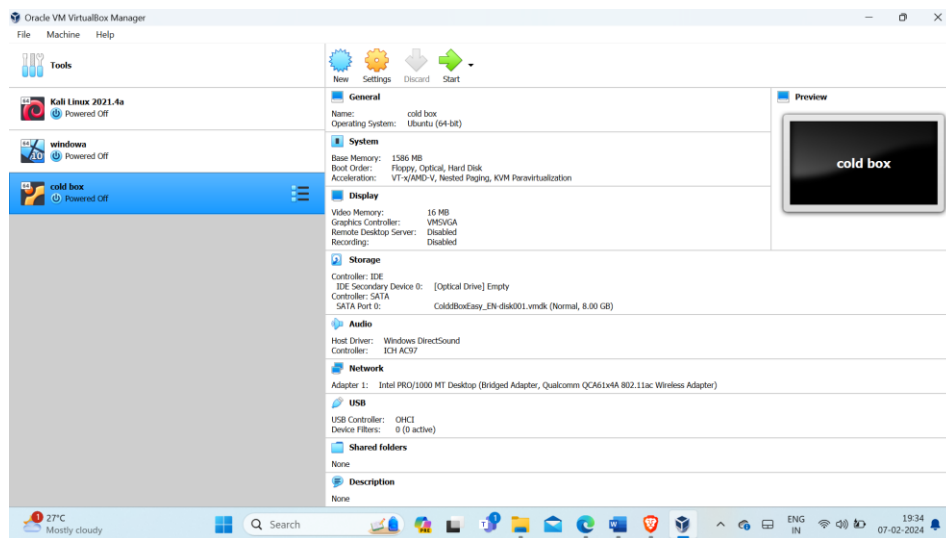 Oracle VM VirtualBox Manager
File Machine Help
Tools
New Settings Discard Start
64 Kali Linux 2021.4a
Powered Off
64 windowa
10 Powered Off
64 cold box
Powered Off
General
Name: cold box
Operating System: Ubuntu (64-bit)
System
Base Memory: 1586 MB
Boot Order: Floppy, Optical, Hard Disk
Acceleration: VT-x/AMD-V, Nested Paging, KVM Paravirtualization
Display
Video Memory: 16 MB
Graphics Controller: VMSVGA
Remote Desktop Server: Disabled
Recording: Disabled
Storage
Controller: IDE
IDE Secondary Device 0: [Optical Drive] Empty
Controller: SATA
SATA Port 0: ColddBoxEasy_EN-disk001.vmdk (Normal, 8.00 GB)
Audio
Host Driver: Windows DirectSound
Controller: ICH AC97
Network
Adapter 1: Intel PRO/1000 MT Desktop (Bridged Adapter, Qualcomm QCA61x4A 802.11ac Wireless Adapter)
USB
USB Controller: OHCI
Device Filters: 0 (0 active)
Shared folders
None
Description
None
Preview
cold box
1 27°C
Mostly cloudy
Search
PRE
1
ENG
IN
19:34
07-02-2024